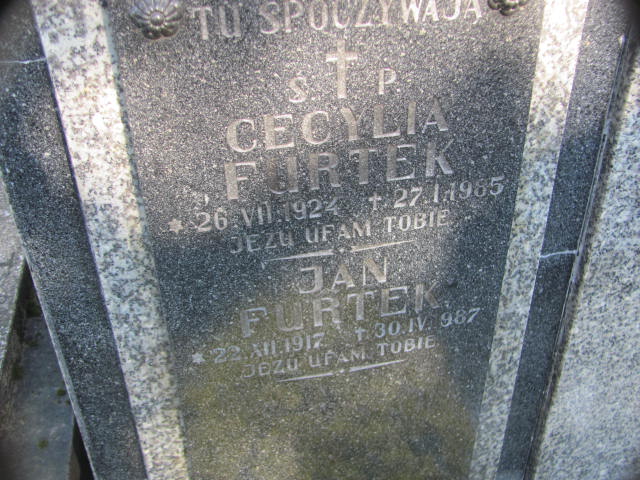 TU SPOCZYWAJĄ
Ś P
CECYLIA
FURTEK
* 26.VII.1924 † 27.I.1985
JEZU UFAM TOBIE
JAN
FURTEK
* 22.XII.1917 † 30.IV.987
JEZU UFAM TOBIE